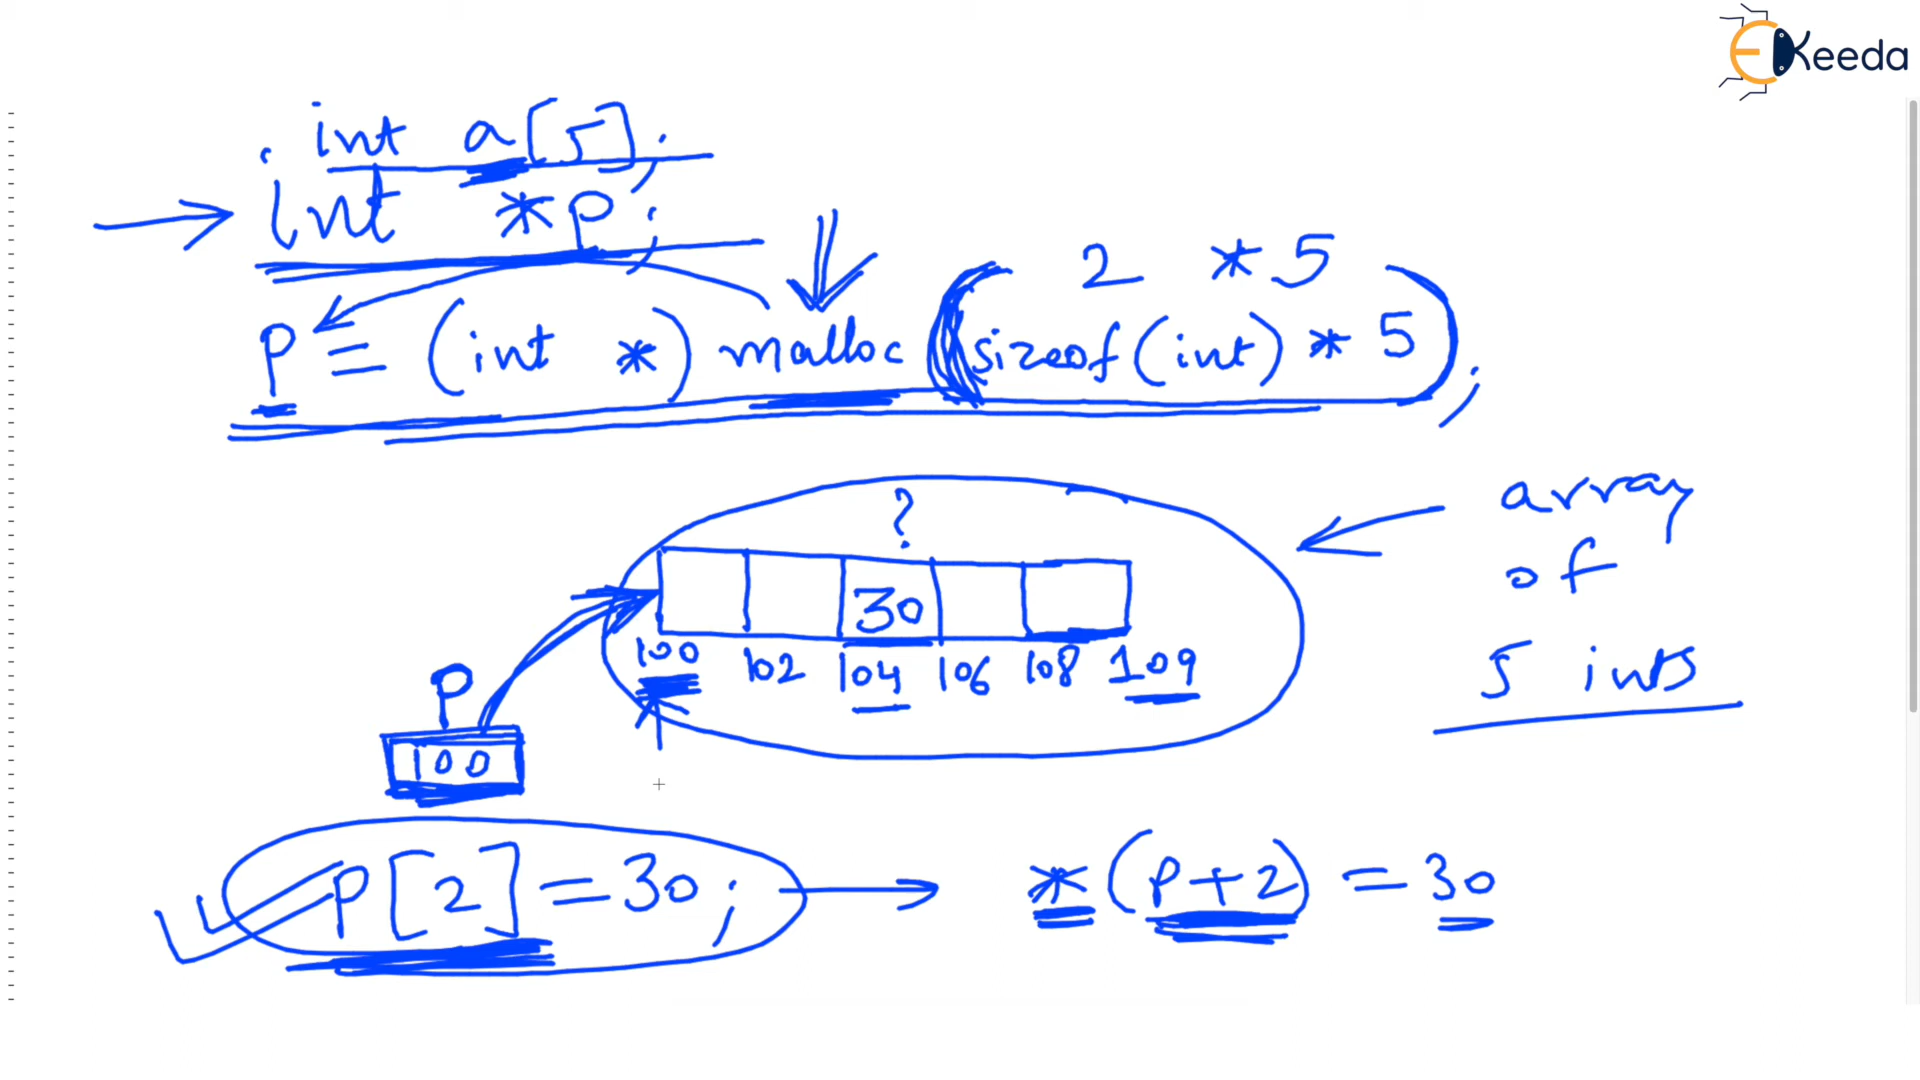 EKeeda
int a[5];
int *p;
2 * 5
p = (int *) malloc (sizeof(int) * 5);
?
array
of
5 ints
30
100 102 104 106 108 109
p
100
p[2] = 30; → *(p+2) = 30